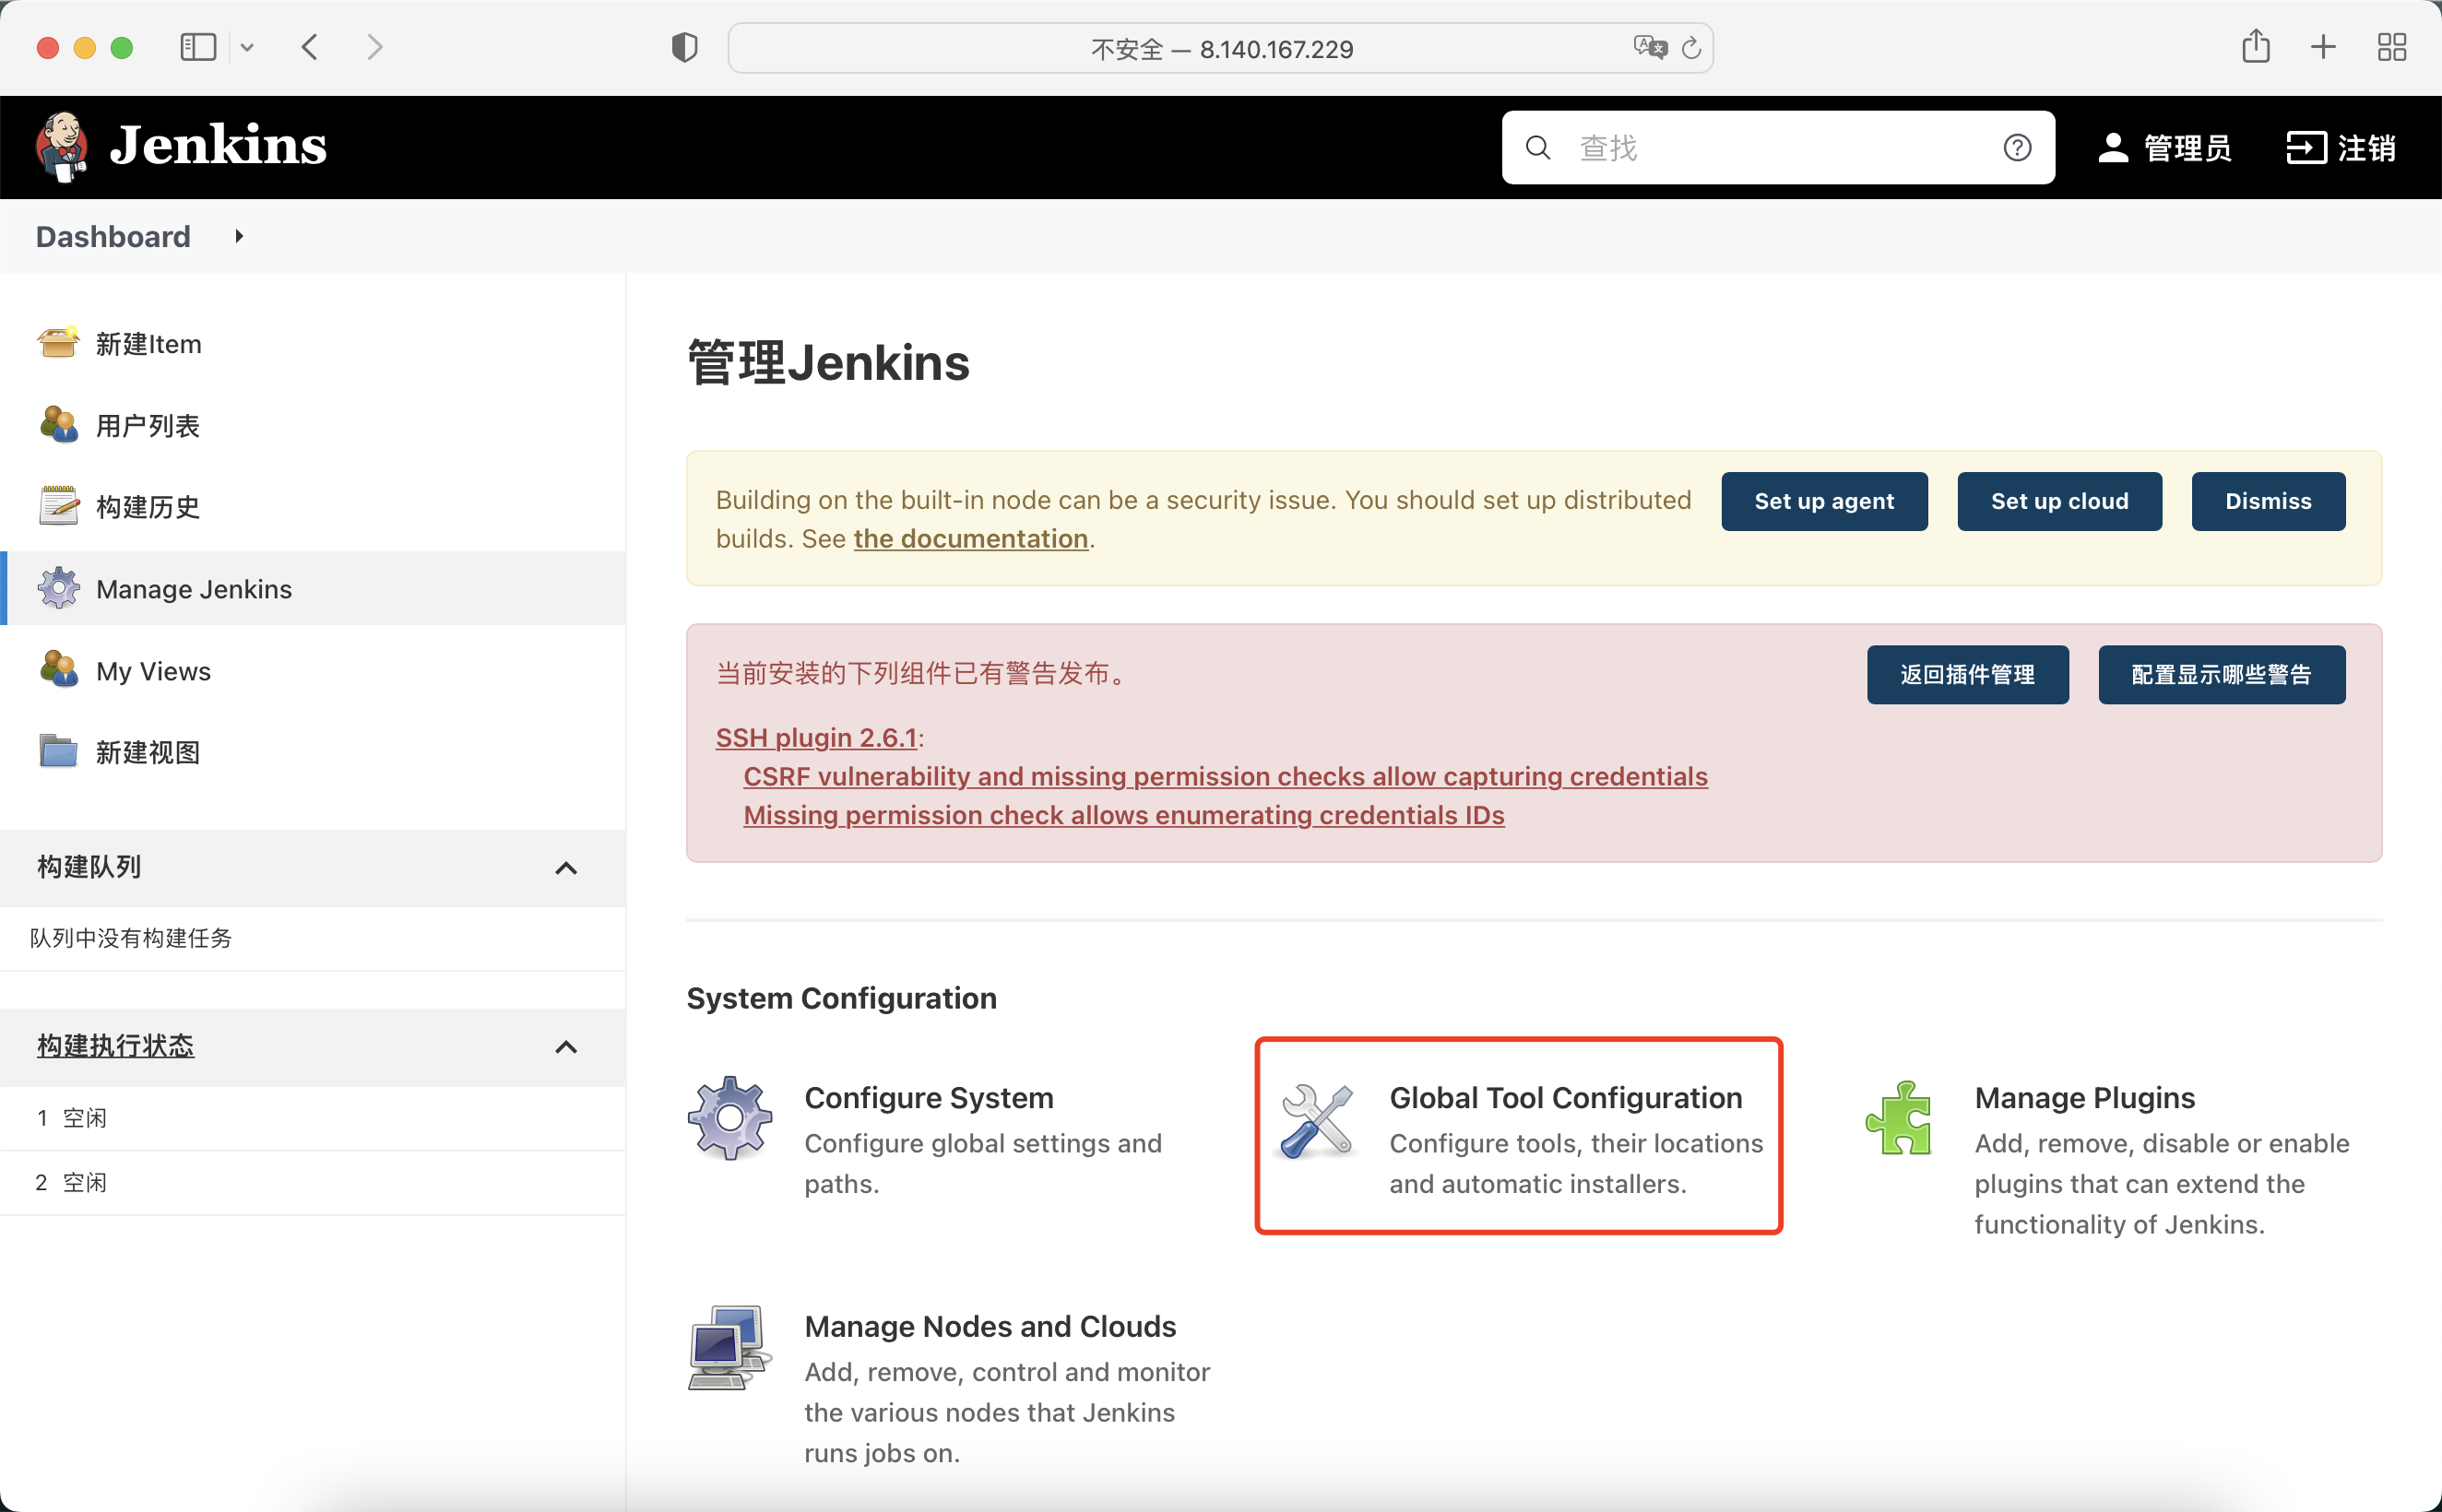 不安全 — 8.140.167.229
Jenkins
查找
管理员
注销
Dashboard
新建Item
用户列表
构建历史
Manage Jenkins
My Views
新建视图
构建队列
队列中没有构建任务
构建执行状态
1 空闲
2 空闲
管理Jenkins
Building on the built-in node can be a security issue. You should set up distributed
builds. See the documentation.
Set up agent
Set up cloud
Dismiss
当前安装的下列组件已有警告发布。
返回插件管理
配置显示哪些警告
SSH plugin 2.6.1:
CSRF vulnerability and missing permission checks allow capturing credentials
Missing permission check allows enumerating credentials IDs
System Configuration
Configure System
Configure global settings and
paths.
Global Tool Configuration
Configure tools, their locations
and automatic installers.
Manage Plugins
Add, remove, disable or enable
plugins that can extend the
functionality of Jenkins.
Manage Nodes and Clouds
Add, remove, control and monitor
the various nodes that Jenkins
runs jobs on.